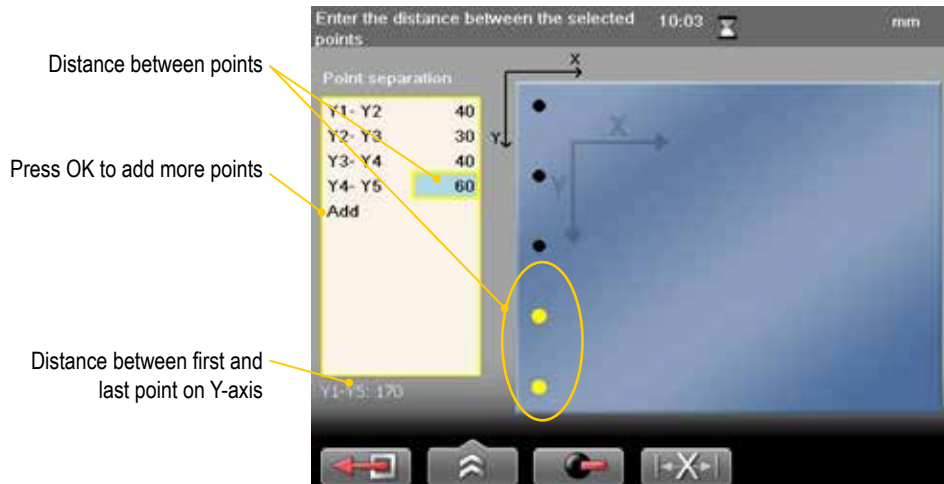 Enter the distance between the selected points 10:03 mm
Distance between points
Point separation
X
Y1- Y2 40
Y2- Y3 30
Y
X
Y3- Y4 40
Press OK to add more points
Y4- Y5 60
Y
Add
Distance between first and
last point on Y-axis
Y1-Y5: 170
X